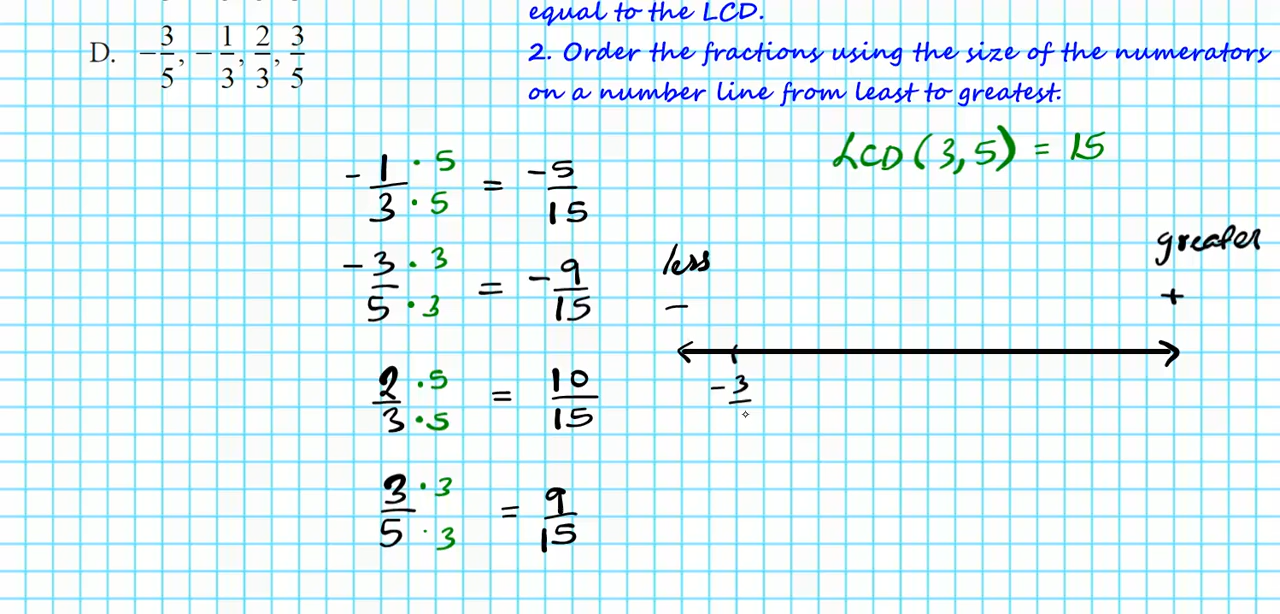 equal to the LCD.
D. -3/5, -1/3, 2/3, 3/5
2. Order the fractions using the size of the numerators
on a number line from least to greatest.
LCD(3,5) = 15
-1/3 · 5/· 5 = -5/15
-3/5 · 3/· 3 = -9/15
2/3 · 5/· 5 = 10/15
3/5 · 3/· 3 = 9/15
less
greater
- +
-3/